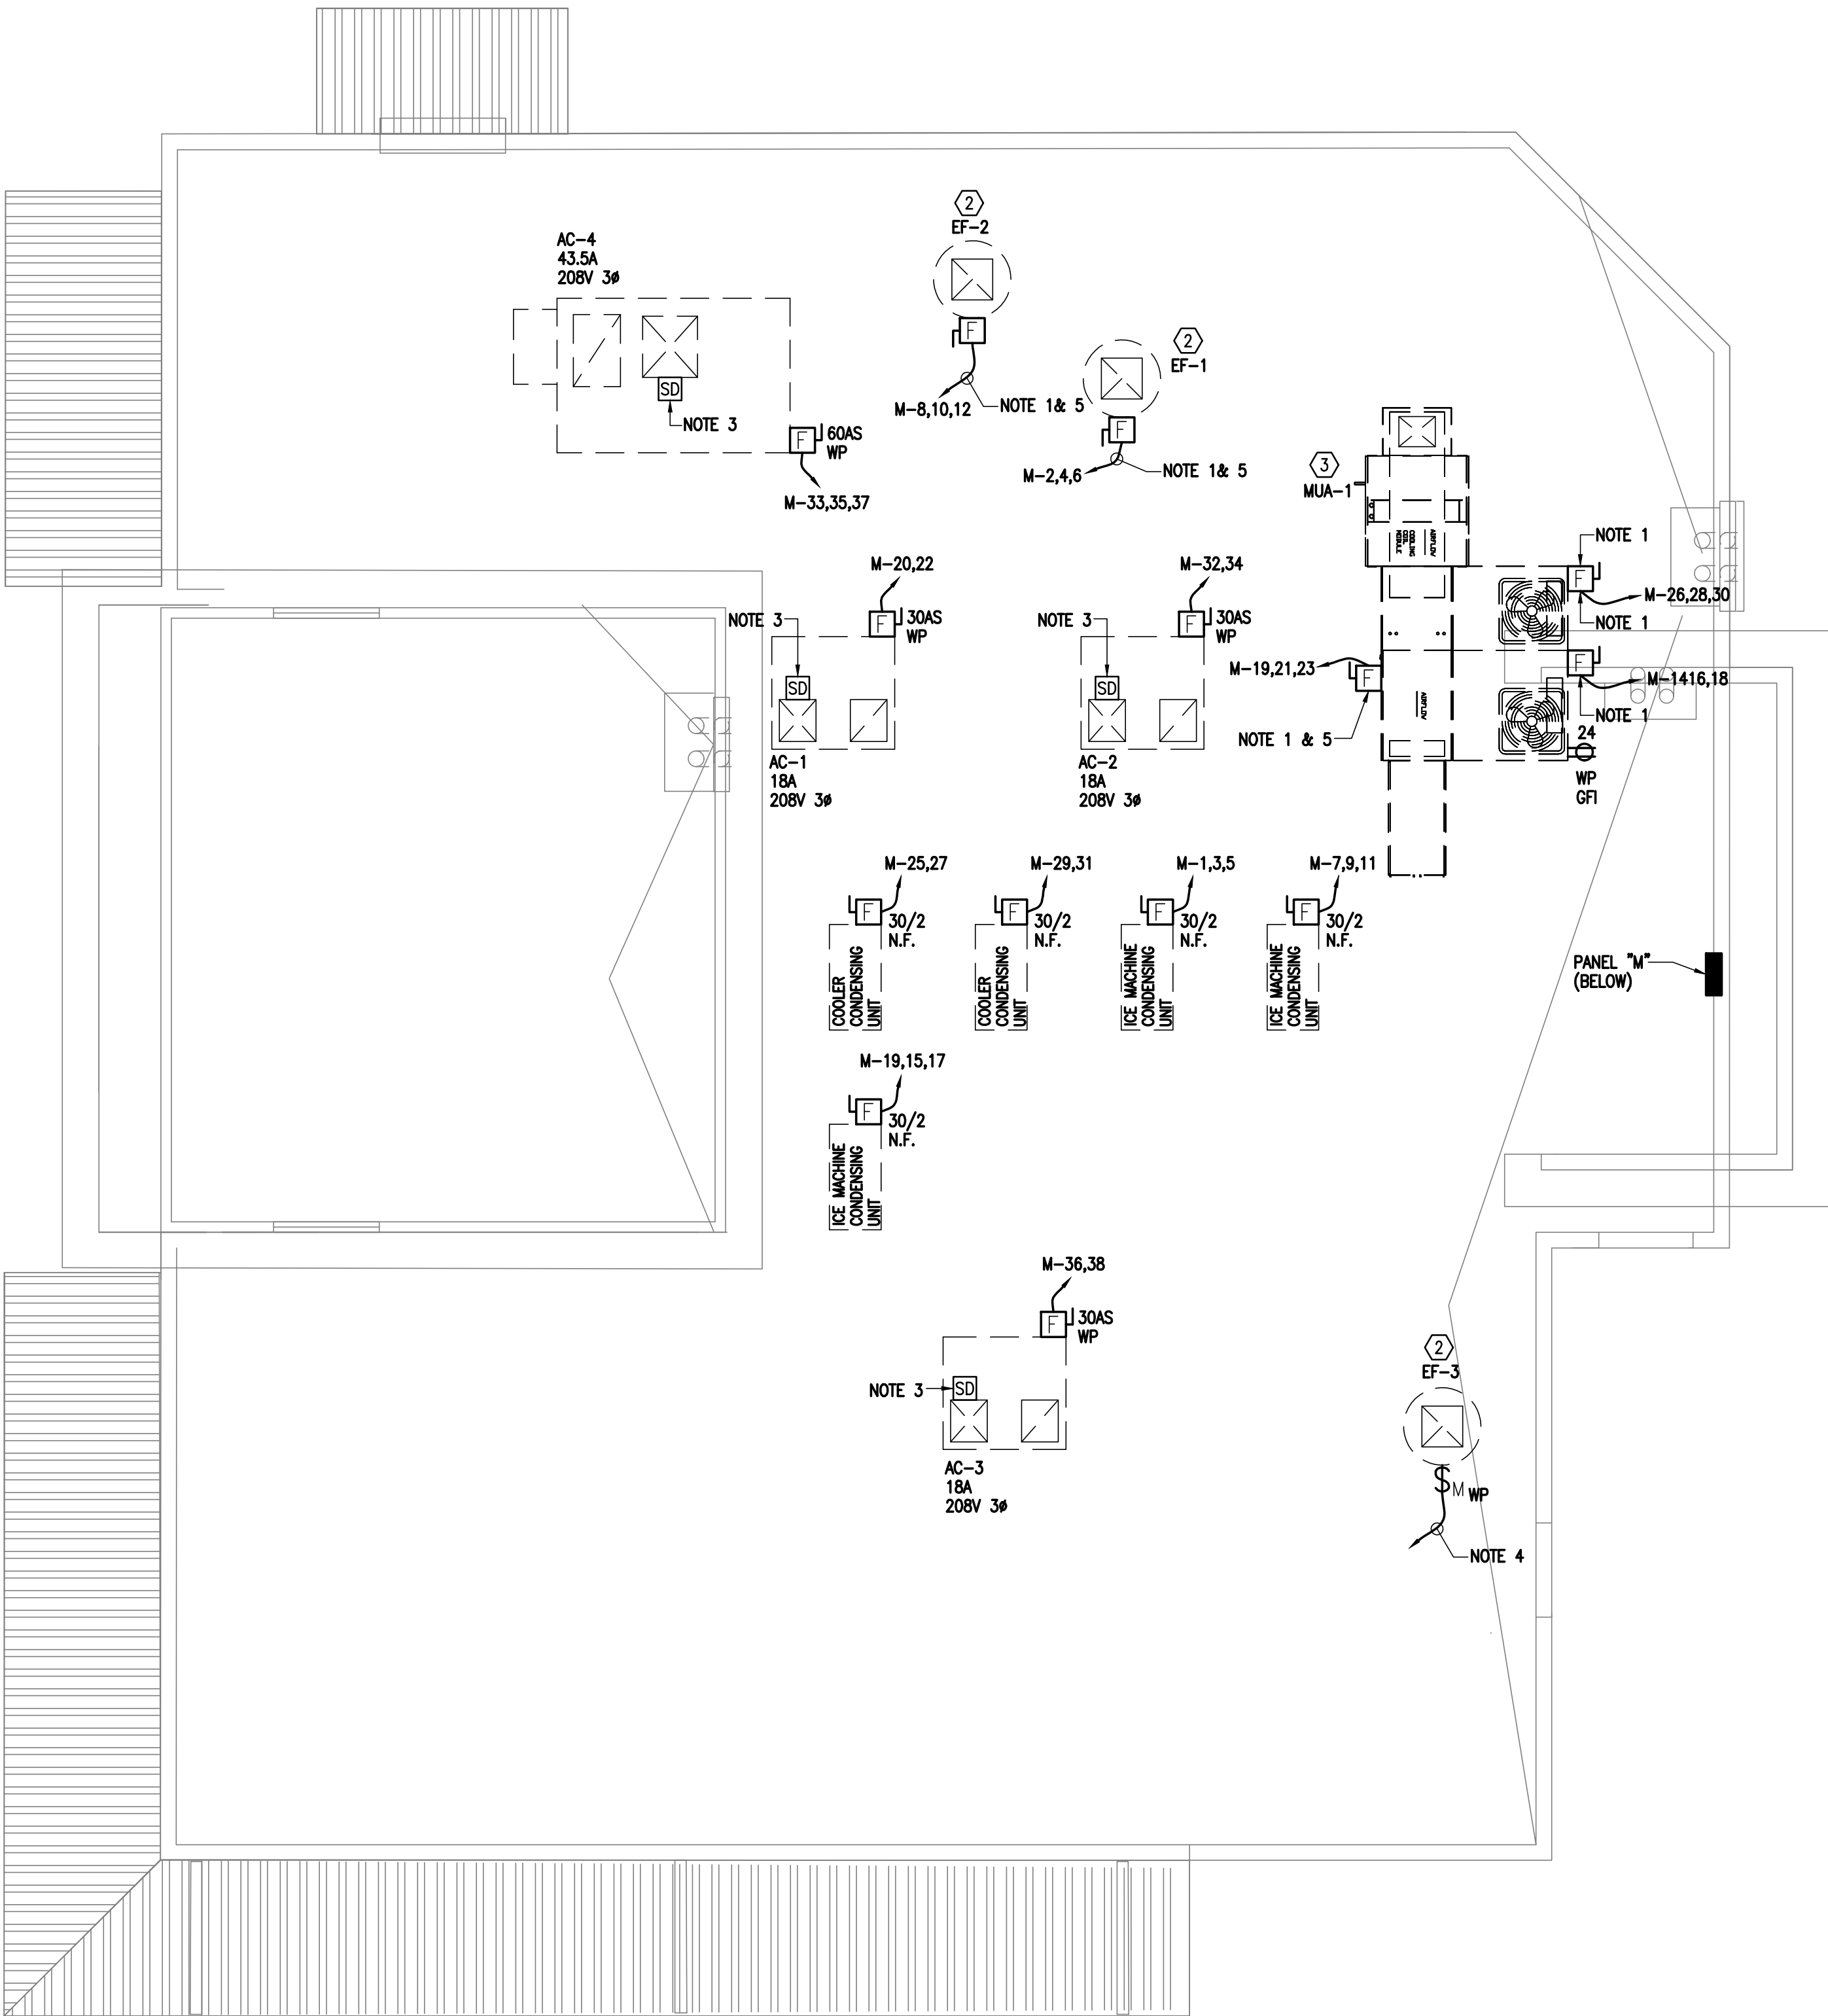 2
EF-2
AC-4
43.5A
208V 3ø
F
2
EF-1
SD
NOTE 3
M-8,10,12
NOTE 1& 5
F
60AS
WP
F
M-2,4,6
NOTE 1& 5
M-33,35,37
3
MUA-1
AIRFLOW
COOLING
COIL
MODULE
NOTE 1
F
M-26,28,30
NOTE 1
M-20,22
M-32,34
NOTE 3
F
30AS
WP
NOTE 3
F
30AS
WP
M-19,21,23
F
F
M-1416,18
NOTE 1
SD
SD
AIRFLOW
NOTE 1 & 5
24
WP
GFI
AC-1
18A
208V 3ø
AC-2
18A
208V 3ø
M-25,27
F
30/2
N.F.
COOLER
CONDENSING
UNIT
M-29,31
F
30/2
N.F.
COOLER
CONDENSING
UNIT
M-1,3,5
F
30/2
N.F.
ICE MACHINE
CONDENSING
UNIT
M-7,9,11
F
30/2
N.F.
ICE MACHINE
CONDENSING
UNIT
PANEL "M"
(BELOW)
M-19,15,17
F
30/2
N.F.
ICE MACHINE
CONDENSING
UNIT
M-36,38
F
30AS
WP
NOTE 3
SD
AC-3
18A
208V 3ø
2
EF-3
$M WP
NOTE 4